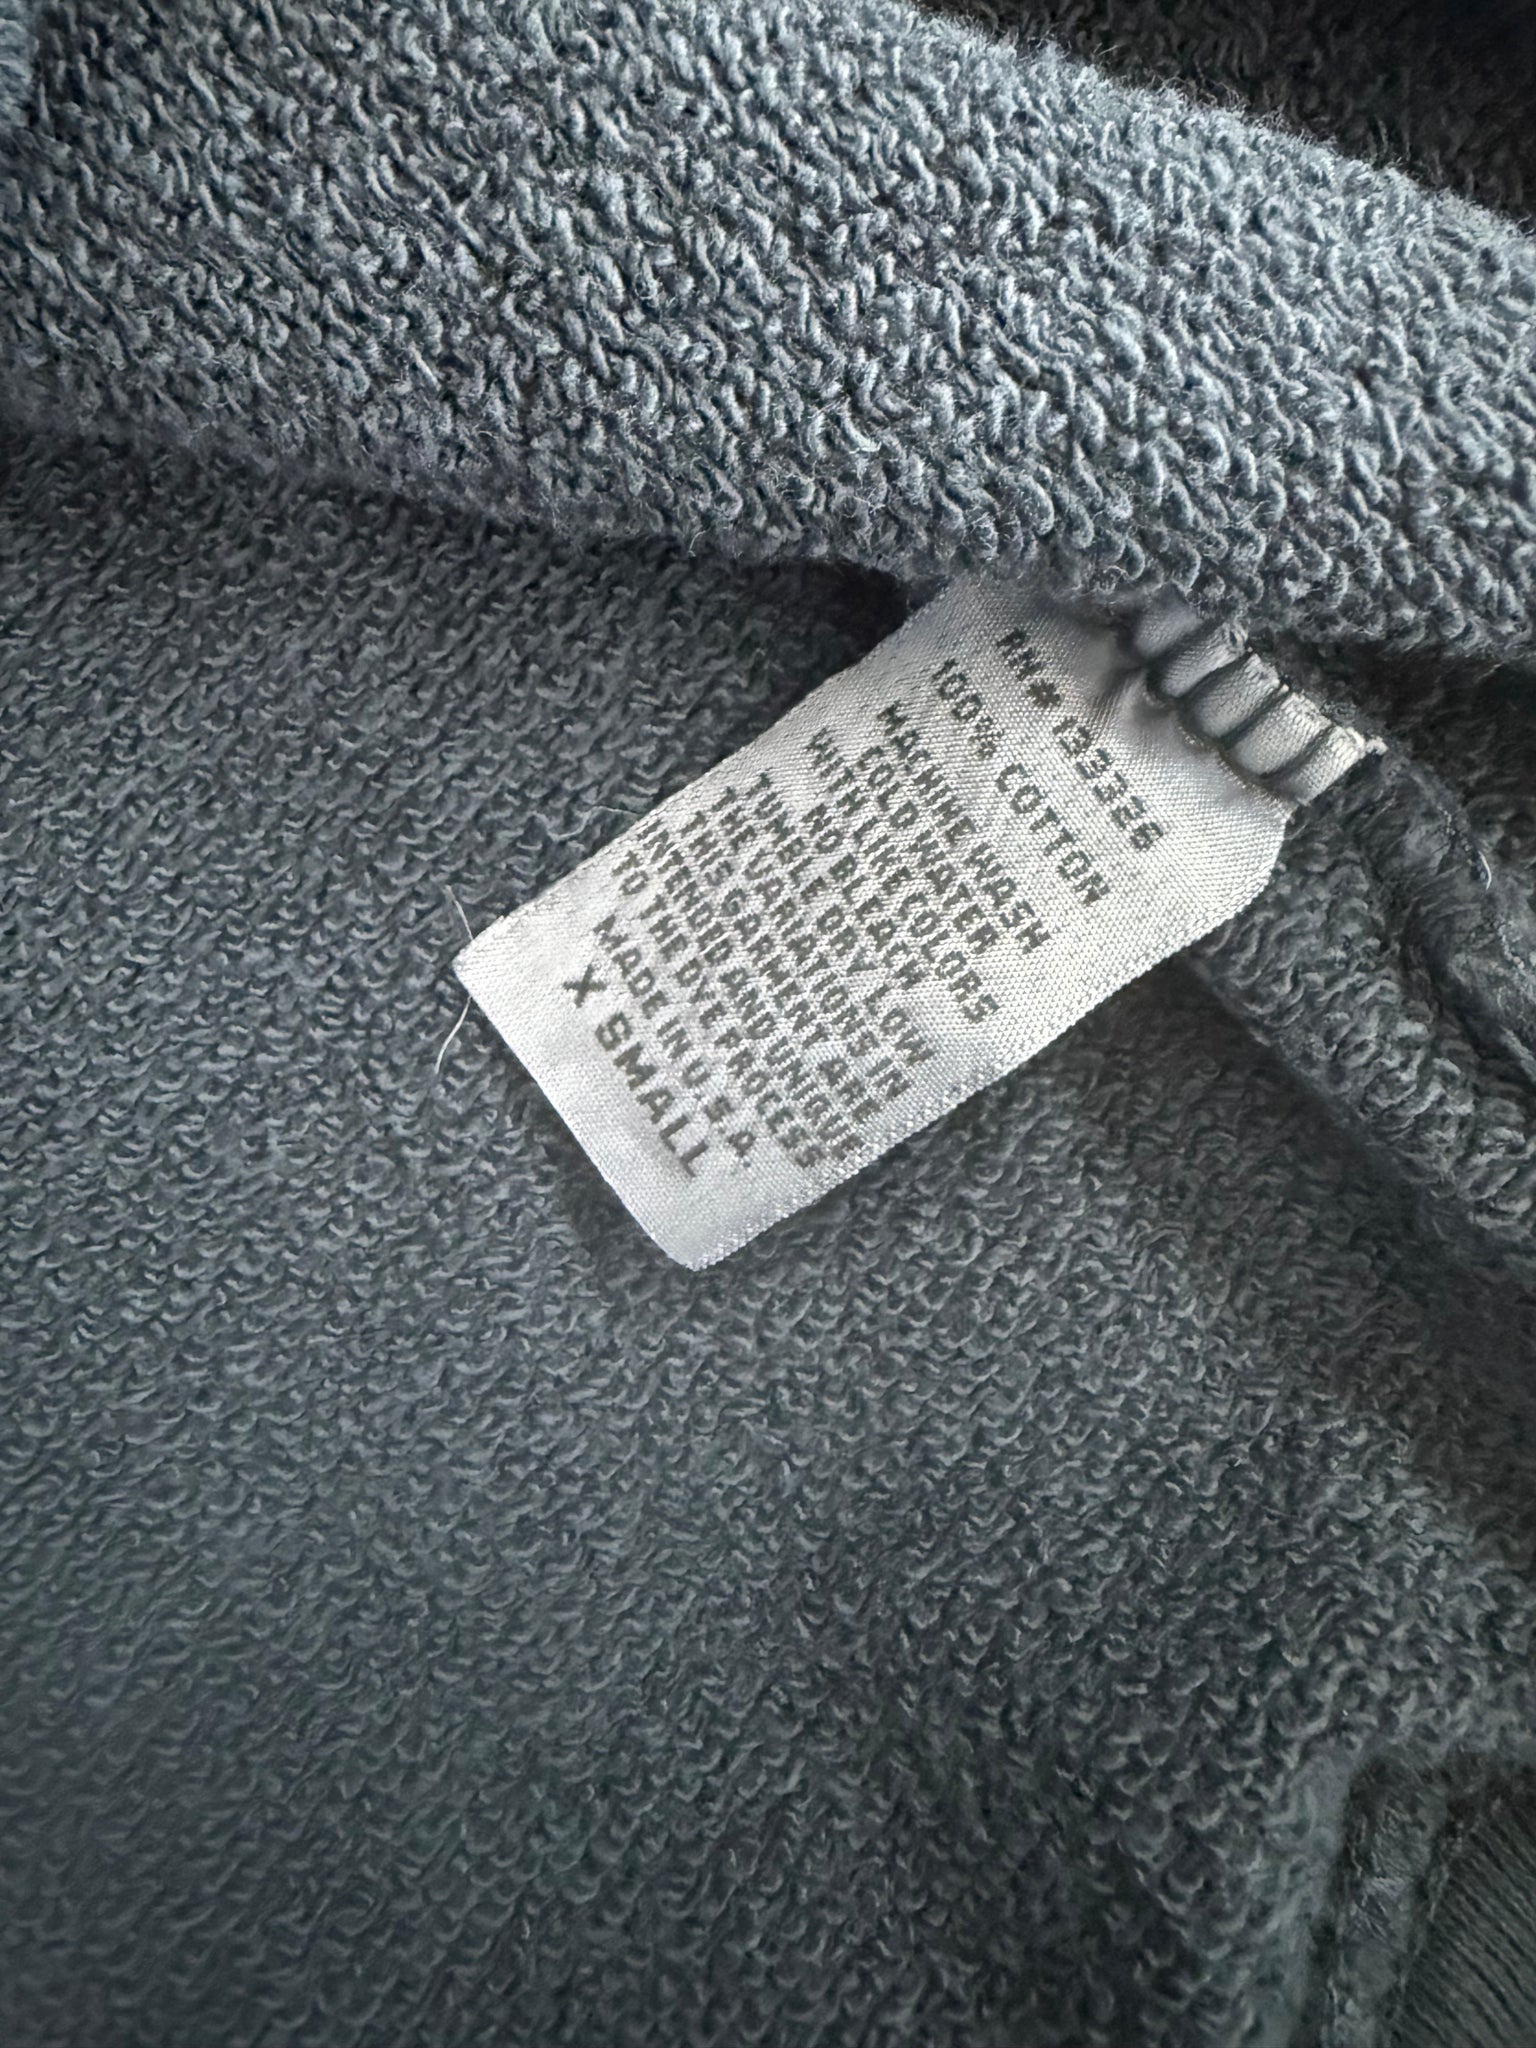 RN# 133326
100% COTTON
MACHINE WASH
COLD WATER
WITH LIKE COLORS
NO BLEACH
TUMBLE DRY LOW
THE VARIATIONS IN
THIS GARMENT ARE
INTENDED AND UNIQUE
TO THE DYE PROCESS
MADE IN U.S.A.
X SMALL